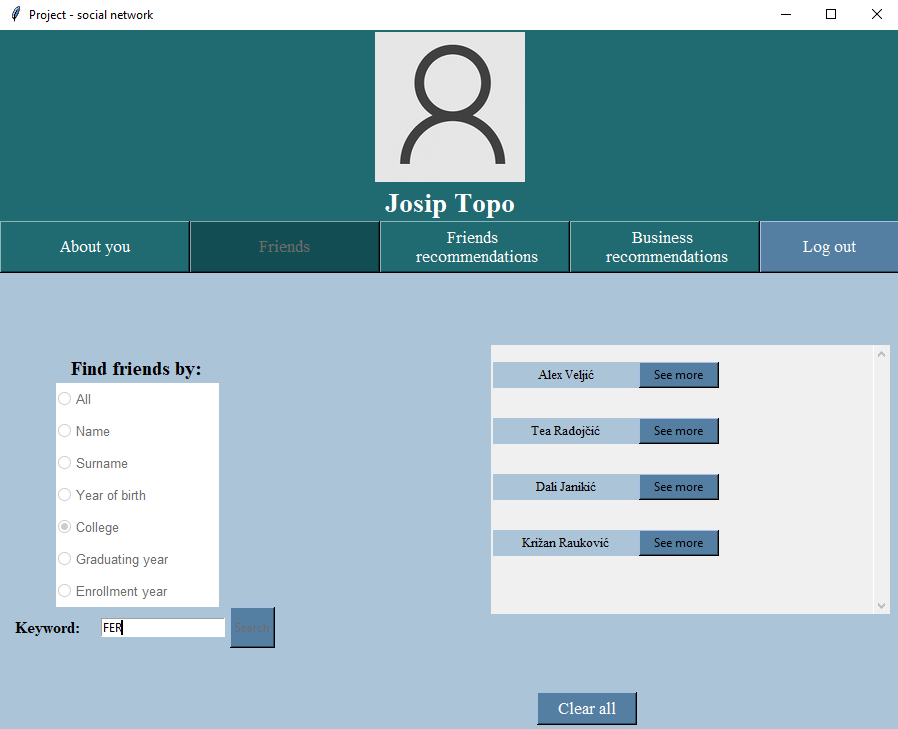 Project - social network
Josip Topo
About you
Friends
Friends
recommendations
Business
recommendations
Log out
Find friends by:
All
Name
Surname
Year of birth
College
Graduating year
Enrollment year
Keyword:
FER
Search
Alex Veljić
See more
Tea Radojčić
See more
Dali Janikić
See more
Križan Rauković
See more
Clear all